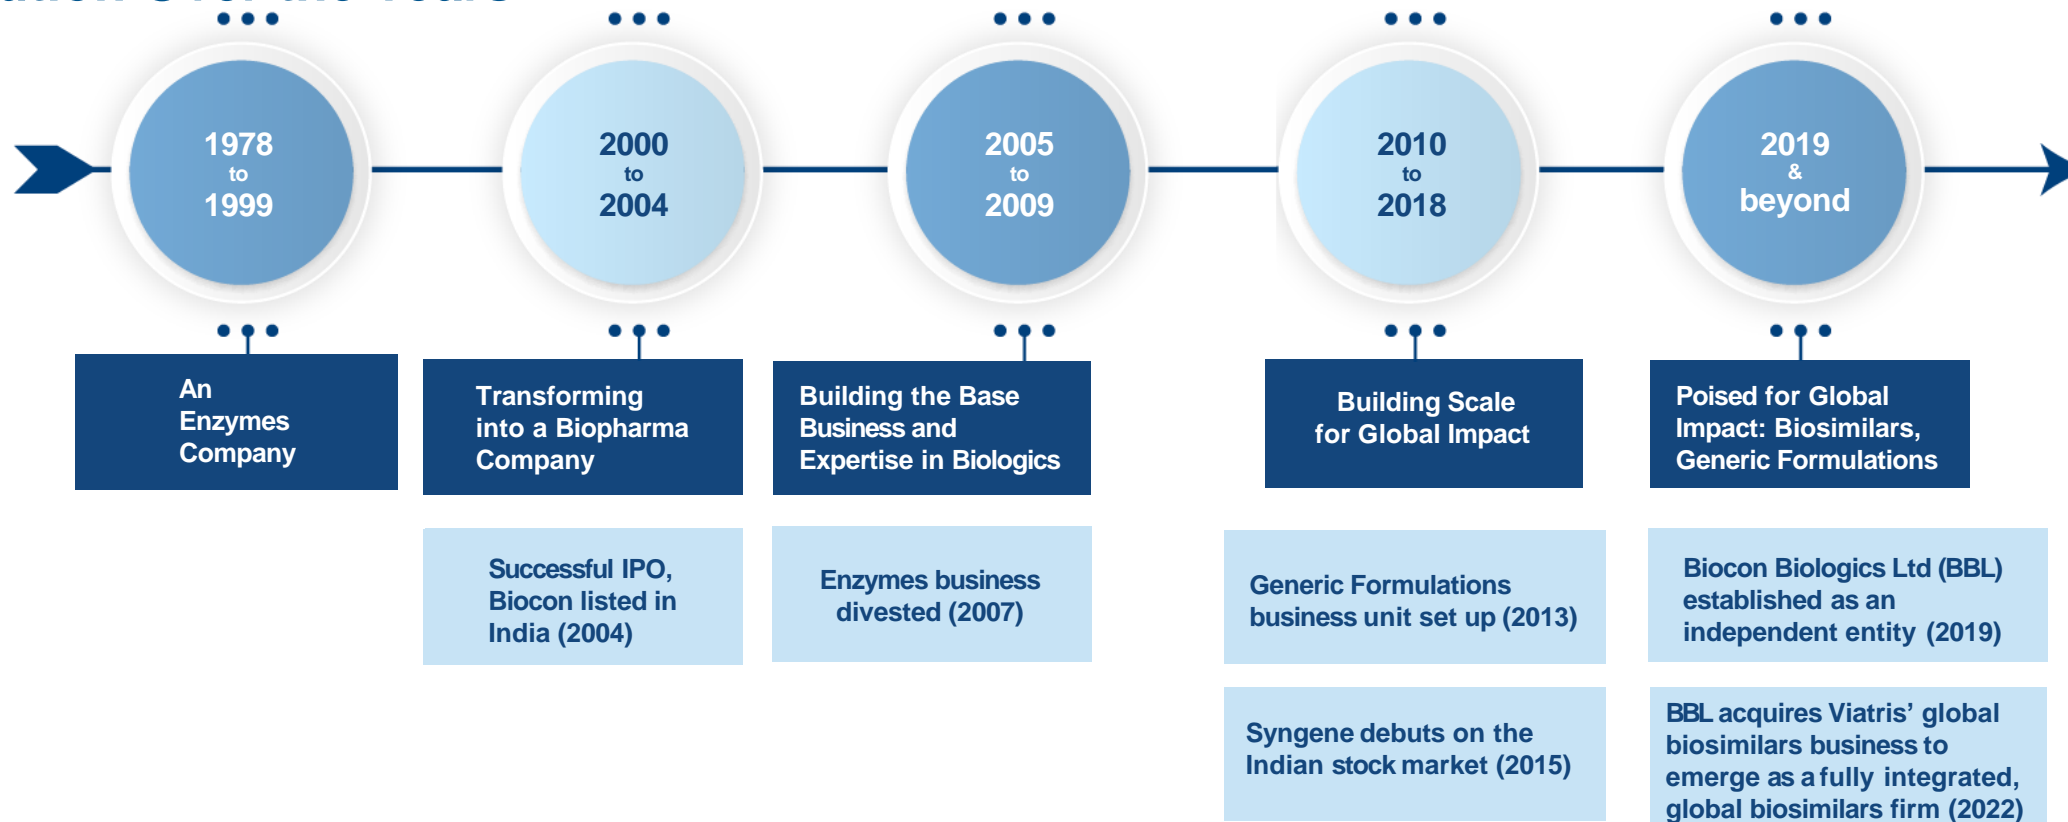 Over the Years
1978
to
1999
2000
to
2004
2005
to
2009
2010
to
2018
2019
&
beyond
An
Enzymes
Company
Transforming
into a Biopharma
Company
Building the Base
Business and
Expertise in Biologics
Building Scale
for Global Impact
Poised for Global
Impact: Biosimilars,
Generic Formulations
Successful IPO,
Biocon listed in
India (2004)
Enzymes business
divested (2007)
Generic Formulations
business unit set up (2013)
Biocon Biologics Ltd (BBL)
established as an
independent entity (2019)
Syngene debuts on the
Indian stock market (2015)
BBL acquires Viatris’ global
biosimilars business to
emerge as a fully integrated,
global biosimilars firm (2022)